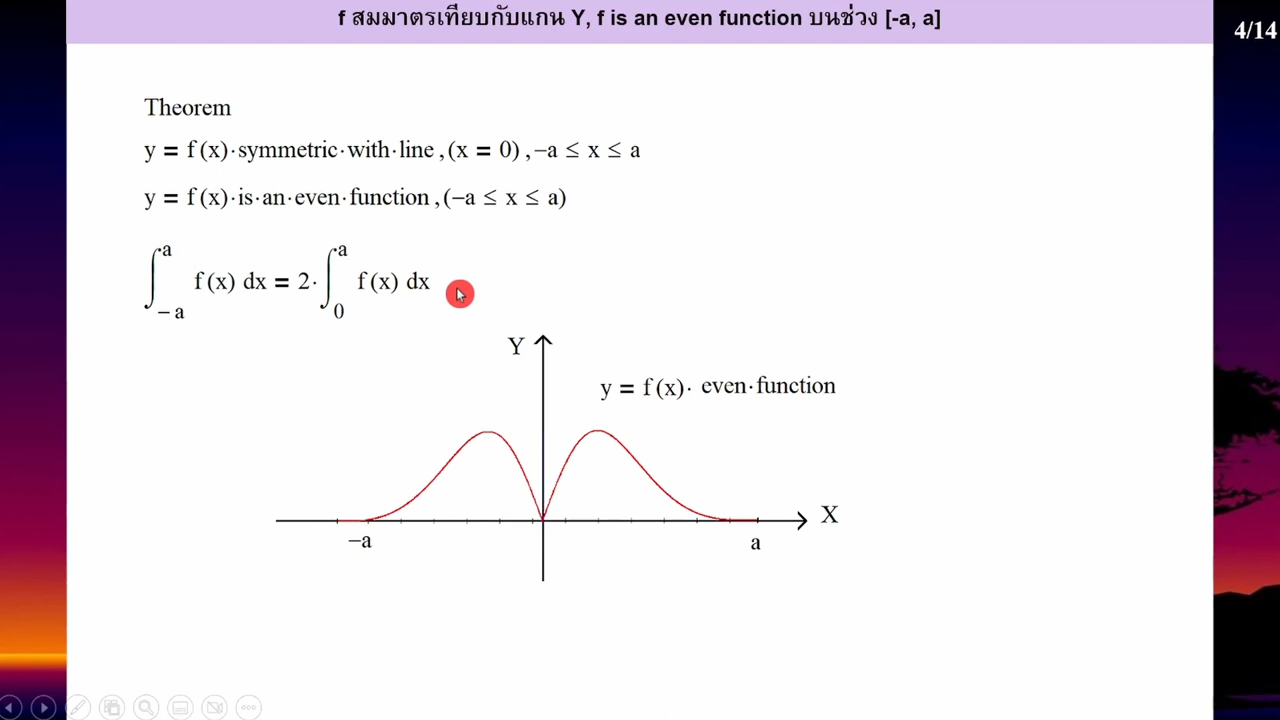 f สมมาตรเทียบกับแกน Y, f is an even function บนช่วง [-a, a]
4/14
Theorem
y = f(x)·symmetric·with·line ,(x = 0) ,−a ≤ x ≤ a
y = f(x)·is·an·even·function ,(−a ≤ x ≤ a)
∫_{−a}^{a} f(x) dx = 2·∫_{0}^{a} f(x) dx
Y
y = f(x)· even·function
X
−a
a